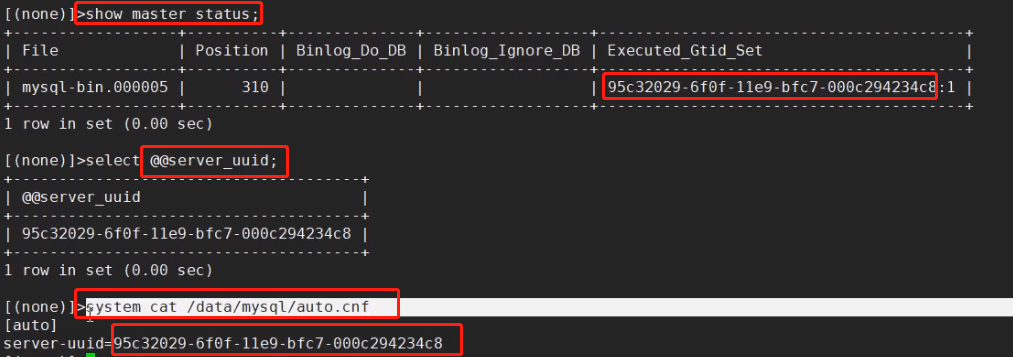 [(none)]>show master status;
+------------------+----------+--------------+------------------+----------------------------------------+
| File | Position | Binlog_Do_DB | Binlog_Ignore_DB | Executed_Gtid_Set |
+------------------+----------+--------------+------------------+----------------------------------------+
| mysql-bin.000005 | 310 | | | 95c32029-6f0f-11e9-bfc7-000c294234c8:1 |
+------------------+----------+--------------+------------------+----------------------------------------+
1 row in set (0.00 sec)
[(none)]>select @@server_uuid;
+--------------------------------------+
| @@server_uuid |
+--------------------------------------+
| 95c32029-6f0f-11e9-bfc7-000c294234c8 |
+--------------------------------------+
1 row in set (0.00 sec)
[(none)]>system cat /data/mysql/auto.cnf
[auto]
server-uuid=95c32029-6f0f-11e9-bfc7-000c294234c8